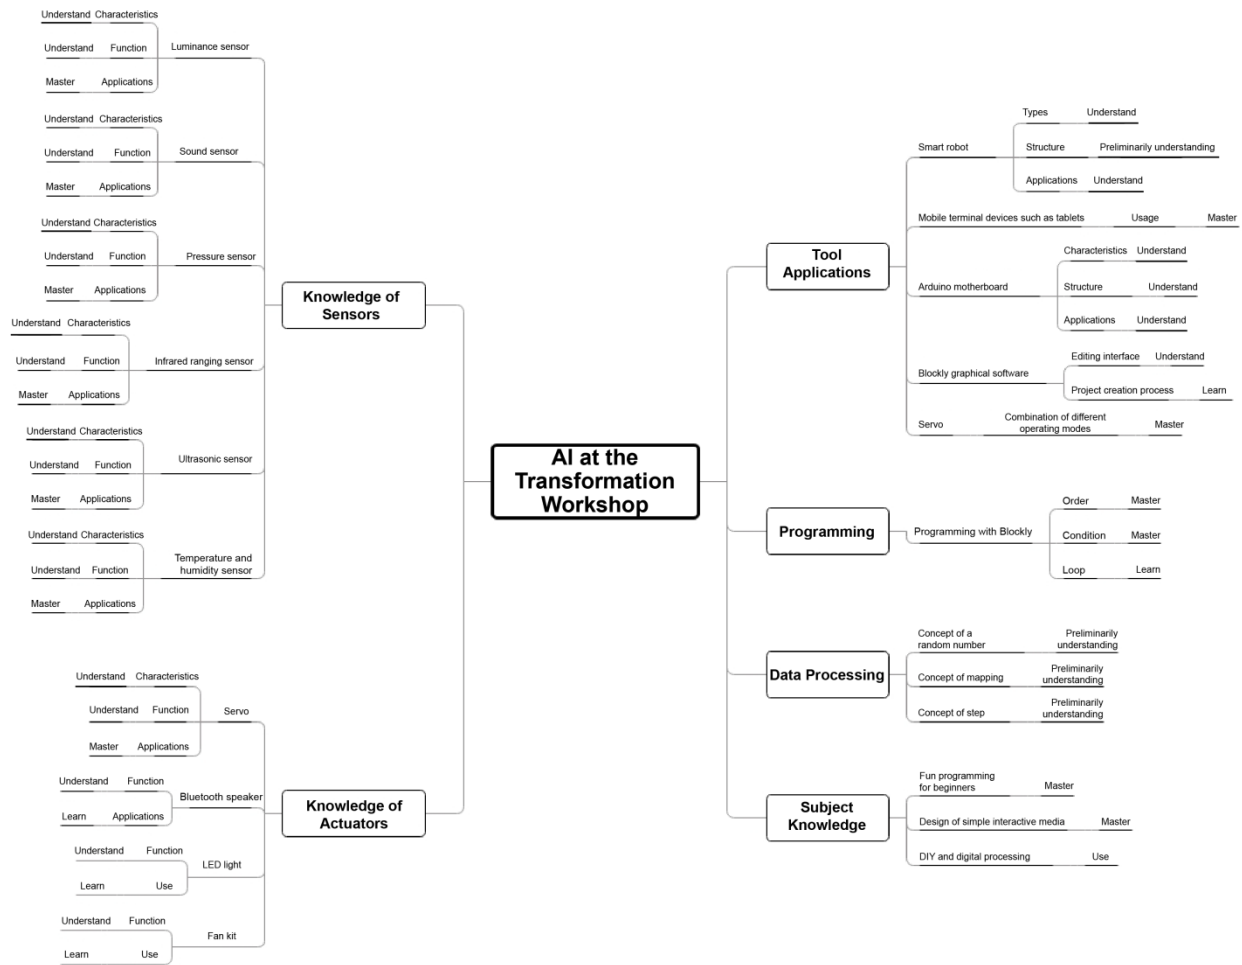 AI at the
Transformation
Workshop
Knowledge of
Sensors
Luminance sensor
Understand Characteristics
Understand Function
Master Applications
Sound sensor
Understand Characteristics
Understand Function
Master Applications
Pressure sensor
Understand Characteristics
Understand Function
Master Applications
Infrared ranging sensor
Understand Characteristics
Understand Function
Master Applications
Ultrasonic sensor
Understand Characteristics
Understand Function
Master Applications
Temperature and
humidity sensor
Understand Characteristics
Understand Function
Master Applications
Knowledge of
Actuators
Servo
Understand Characteristics
Understand Function
Master Applications
Bluetooth speaker
Understand Function
Learn Applications
LED light
Understand Function
Learn Use
Fan kit
Understand Function
Learn Use
Tool
Applications
Smart robot
Types Understand
Structure Preliminarily understanding
Applications Understand
Mobile terminal devices such as tablets Usage Master
Arduino motherboard
Characteristics Understand
Structure Understand
Applications Understand
Blockly graphical software
Editing interface Understand
Project creation process Learn
Servo
Combination of different
operating modes
Master
Programming
Programming with Blockly
Order Master
Condition Master
Loop Learn
Data Processing
Concept of a
random number
Preliminarily
understanding
Concept of mapping
Preliminarily
understanding
Concept of step
Preliminarily
understanding
Subject
Knowledge
Fun programming
for beginners
Master
Design of simple interactive media Master
DIY and digital processing Use